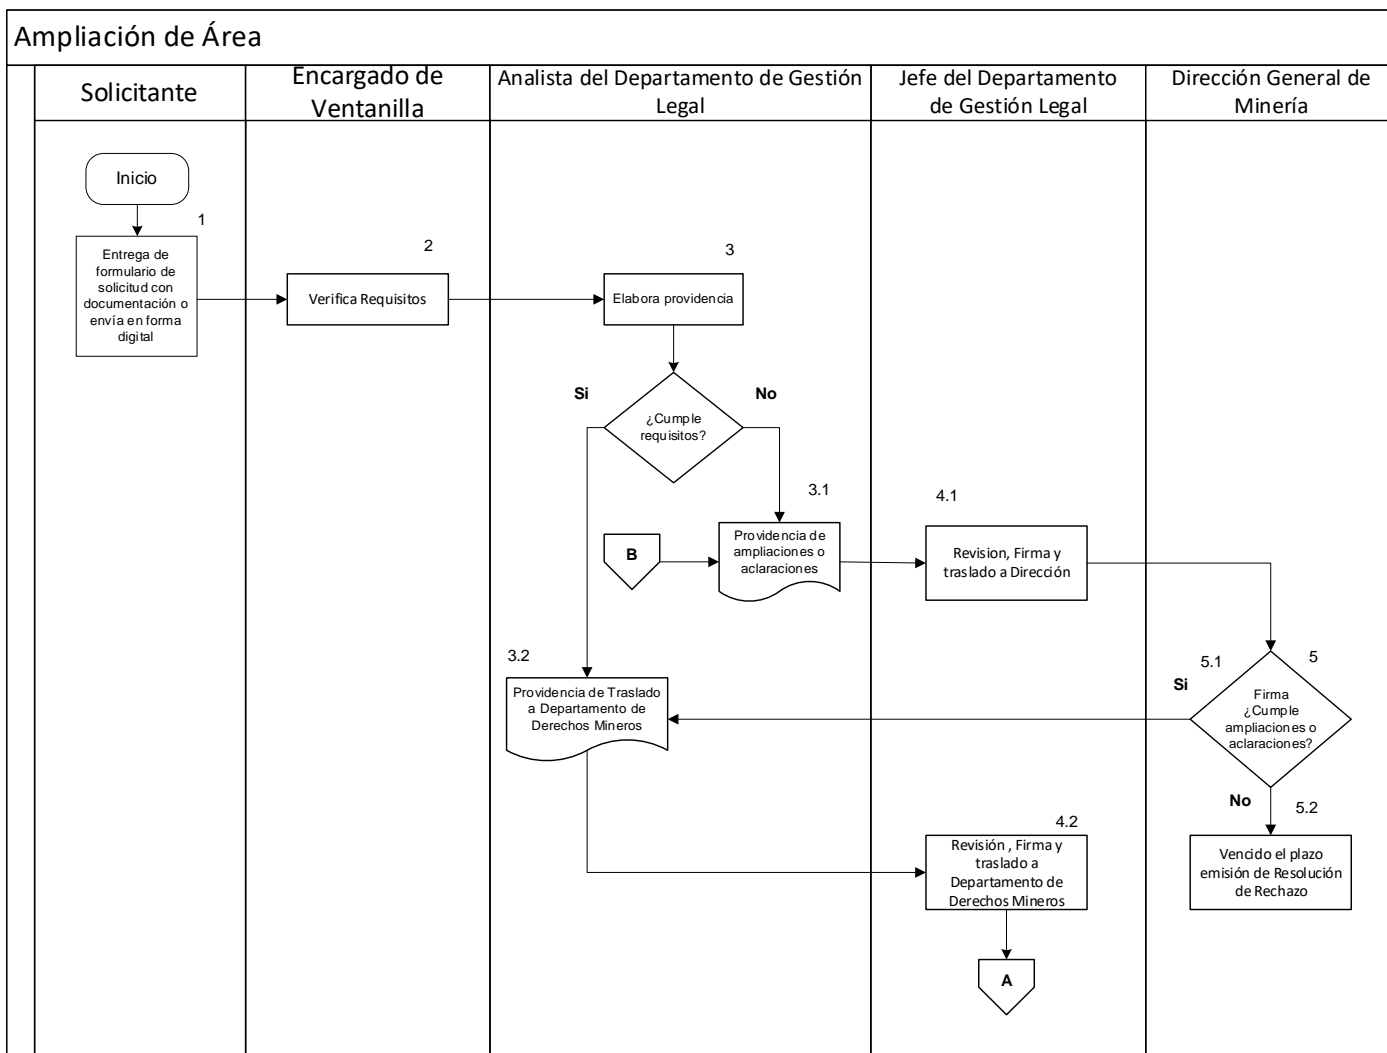 Ampliación de Área
Solicitante
Encargado de
Ventanilla
Analista del Departamento de Gestión
Legal
Jefe del Departamento
de Gestión Legal
Dirección General de
Minería
Inicio
1
Entrega de
formulario de
solicitud con
documentación o
envía en forma
digital
2
Verifica Requisitos
3
Elabora providencia
Si
No
¿Cumple
requisitos?
3.1
Providencia de
ampliaciones o
aclaraciones
B
4.1
Revision, Firma y
traslado a Dirección
3.2
Providencia de Traslado
a Departamento de
Derechos Mineros
5.1
5
Si
Firma
¿Cumple
ampliaciones o
aclaraciones?
No
5.2
Vencido el plazo
emisión de Resolución
de Rechazo
4.2
Revisión , Firma y
traslado a
Departamento de
Derechos Mineros
A